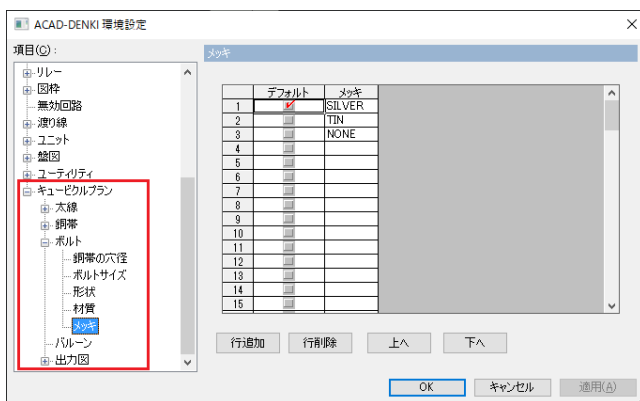 ACAD-DENKI 環境設定
項目(C):
リレー
図枠
無効回路
渡り線
ユニット
盤図
ユーティリティ
キュービクルプラン
太線
銅帯
ボルト
銅帯の穴径
ボルトサイズ
形状
材質
メッキ
バルーン
出力図
メッキ
デフォルト メッキ
1 SILVER
2 TIN
3 NONE
4
5
6
7
8
9
10
11
12
13
14
15
行追加 行削除 上へ 下へ
OK キャンセル 適用(A)